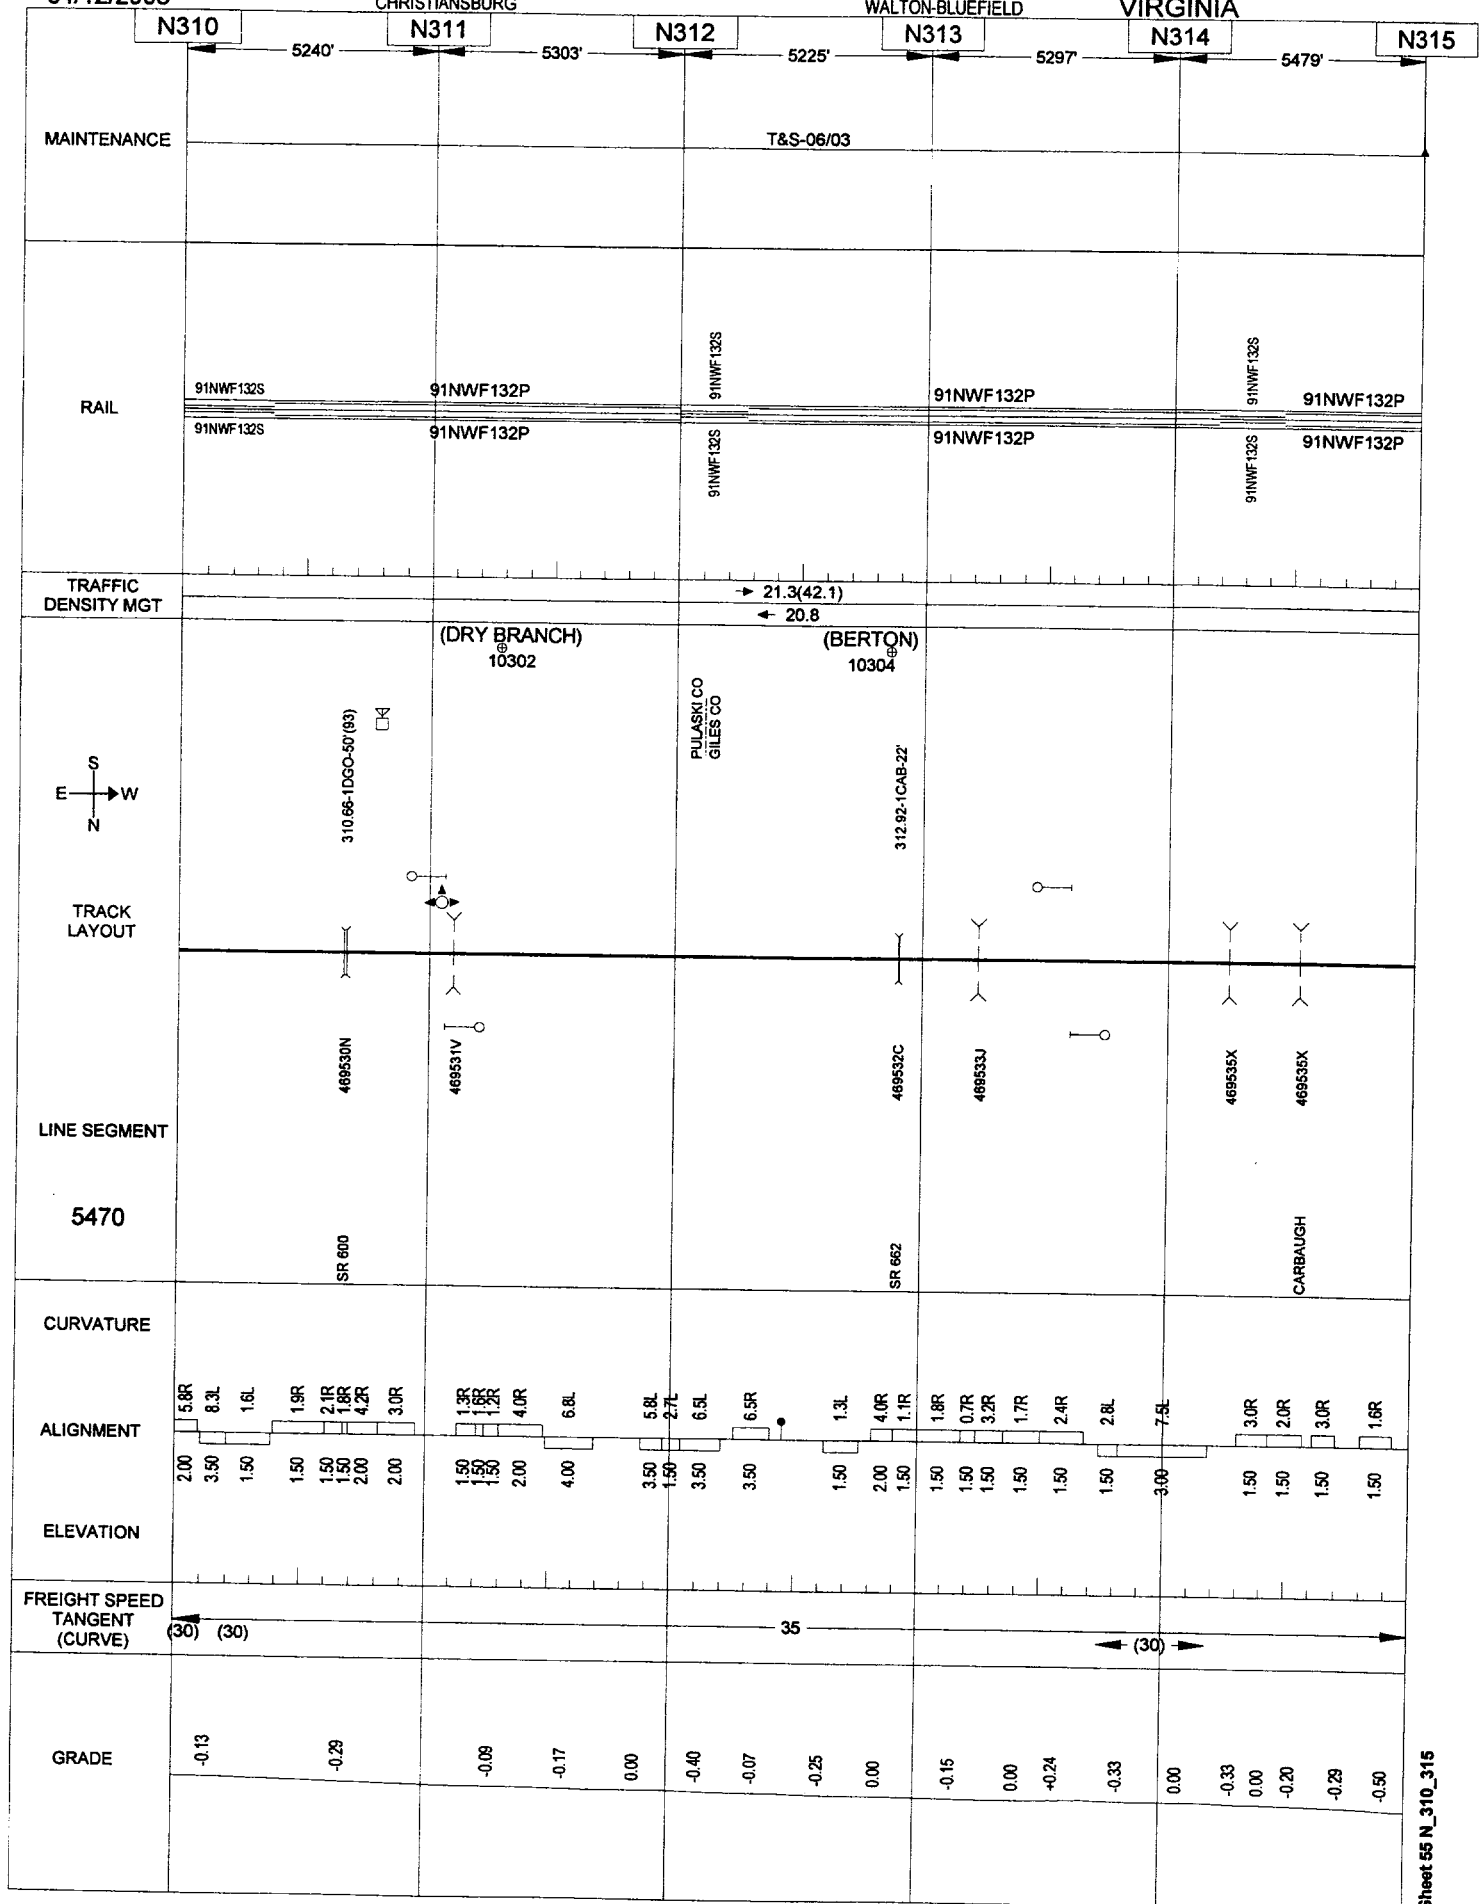 CHRISTIANSBURG
WALTON-BLUEFIELD
VIRGINIA
N310
N311
N312
N313
N314
N315
5240'
5303'
5225'
5297'
5479'
MAINTENANCE
T&S-06/03
RAIL
91NWF132S
91NWF132P
91NWF132S
91NWF132P
91NWF132S
91NWF132P
91NWF132S
91NWF132P
91NWF132S
91NWF132P
91NWF132S
91NWF132P
TRAFFIC
DENSITY MGT
21.3(42.1)
20.8
(DRY BRANCH)
10302
(BERTON)
10304
310.66-1DGO-50'(93)
PULASKI CO
GILES CO
312.92-1CAB-22'
S
E W
N
TRACK
LAYOUT
469530N
469531V
469532C
469533J
469535X
469535X
LINE SEGMENT
5470
SR 600
SR 662
CARBAUGH
CURVATURE
ALIGNMENT
5.8R 8.3L 1.6L 1.9R 2.1R 1.8R 4.2R 3.0R 1.3R 1.6R 1.2R 4.0R 6.8L 5.8L 2.7L 6.5L 6.5R 1.3L 4.0R 1.1R 1.8R 0.7R 3.2R 1.7R 2.4R 2.8L 7.5L 3.0R 2.0R 3.0R 1.6R
2.00 3.50 1.50 1.50 1.50 1.50 2.00 2.00 1.50 1.50 1.50 2.00 4.00 3.50 1.50 3.50 3.50 1.50 2.00 1.50 1.50 1.50 1.50 1.50 1.50 1.50 3.00 1.50 1.50 1.50 1.50
ELEVATION
FREIGHT SPEED
TANGENT
(CURVE)
(30) (30)
35
(30)
GRADE
-0.13 -0.29 -0.09 -0.17 0.00 -0.40 -0.07 -0.25 0.00 -0.15 0.00 +0.24 -0.33 0.00 -0.33 0.00 -0.20 -0.29 -0.50
Sheet 55 N_310_315